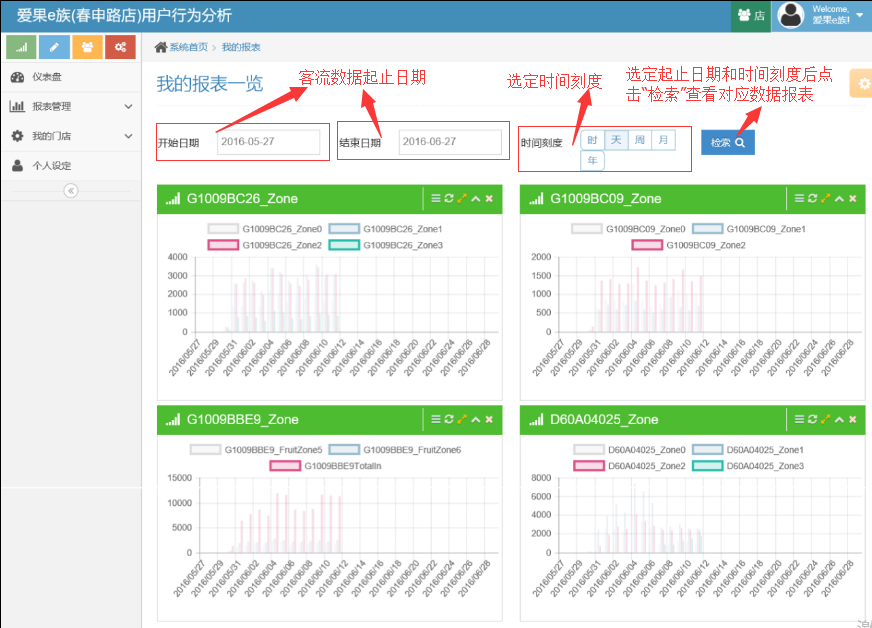 爱果e族(春申路店)用户行为分析
店
Welcome,
爱果e族!
仪表盘
报表管理
我的门店
个人设定
系统首页 > 我的报表
我的报表一览
客流数据起止日期
选定时间刻度
选定起止日期和时间刻度后点
击“检索”查看对应数据报表
开始日期
2016-05-27
结束日期
2016-06-27
时间刻度
时 天 周 月
年
检索
G1009BC26_Zone
G1009BC26_Zone0 G1009BC26_Zone1
G1009BC26_Zone2 G1009BC26_Zone3
4000
3000
2000
1000
0
2016/05/27 2016/05/29 2016/05/31 2016/06/02 2016/06/04 2016/06/06 2016/06/08 2016/06/10 2016/06/12 2016/06/14 2016/06/16 2016/06/18 2016/06/20 2016/06/22 2016/06/24 2016/06/26 2016/06/28
G1009BC09_Zone
G1009BC09_Zone0 G1009BC09_Zone1
G1009BC09_Zone2
2000
1500
1000
500
0
2016/05/27 2016/05/29 2016/05/31 2016/06/02 2016/06/04 2016/06/06 2016/06/08 2016/06/10 2016/06/12 2016/06/14 2016/06/16 2016/06/18 2016/06/20 2016/06/22 2016/06/24 2016/06/26 2016/06/28
G1009BBE9_Zone
G1009BBE9_FruitZone5 G1009BBE9_FruitZone6
G1009BBE9TotalIn
15000
10000
5000
0
2016/05/27 2016/05/29 2016/05/31 2016/06/02 2016/06/04 2016/06/06 2016/06/08 2016/06/10 2016/06/12 2016/06/14 2016/06/16 2016/06/18 2016/06/20 2016/06/22 2016/06/24 2016/06/26 2016/06/28
D60A04025_Zone
D60A04025_Zone0 D60A04025_Zone1
D60A04025_Zone2 D60A04025_Zone3
8000
6000
4000
2000
0
2016/05/27 2016/05/29 2016/05/31 2016/06/02 2016/06/04 2016/06/06 2016/06/08 2016/06/10 2016/06/12 2016/06/14 2016/06/16 2016/06/18 2016/06/20 2016/06/22 2016/06/24 2016/06/26 2016/06/28